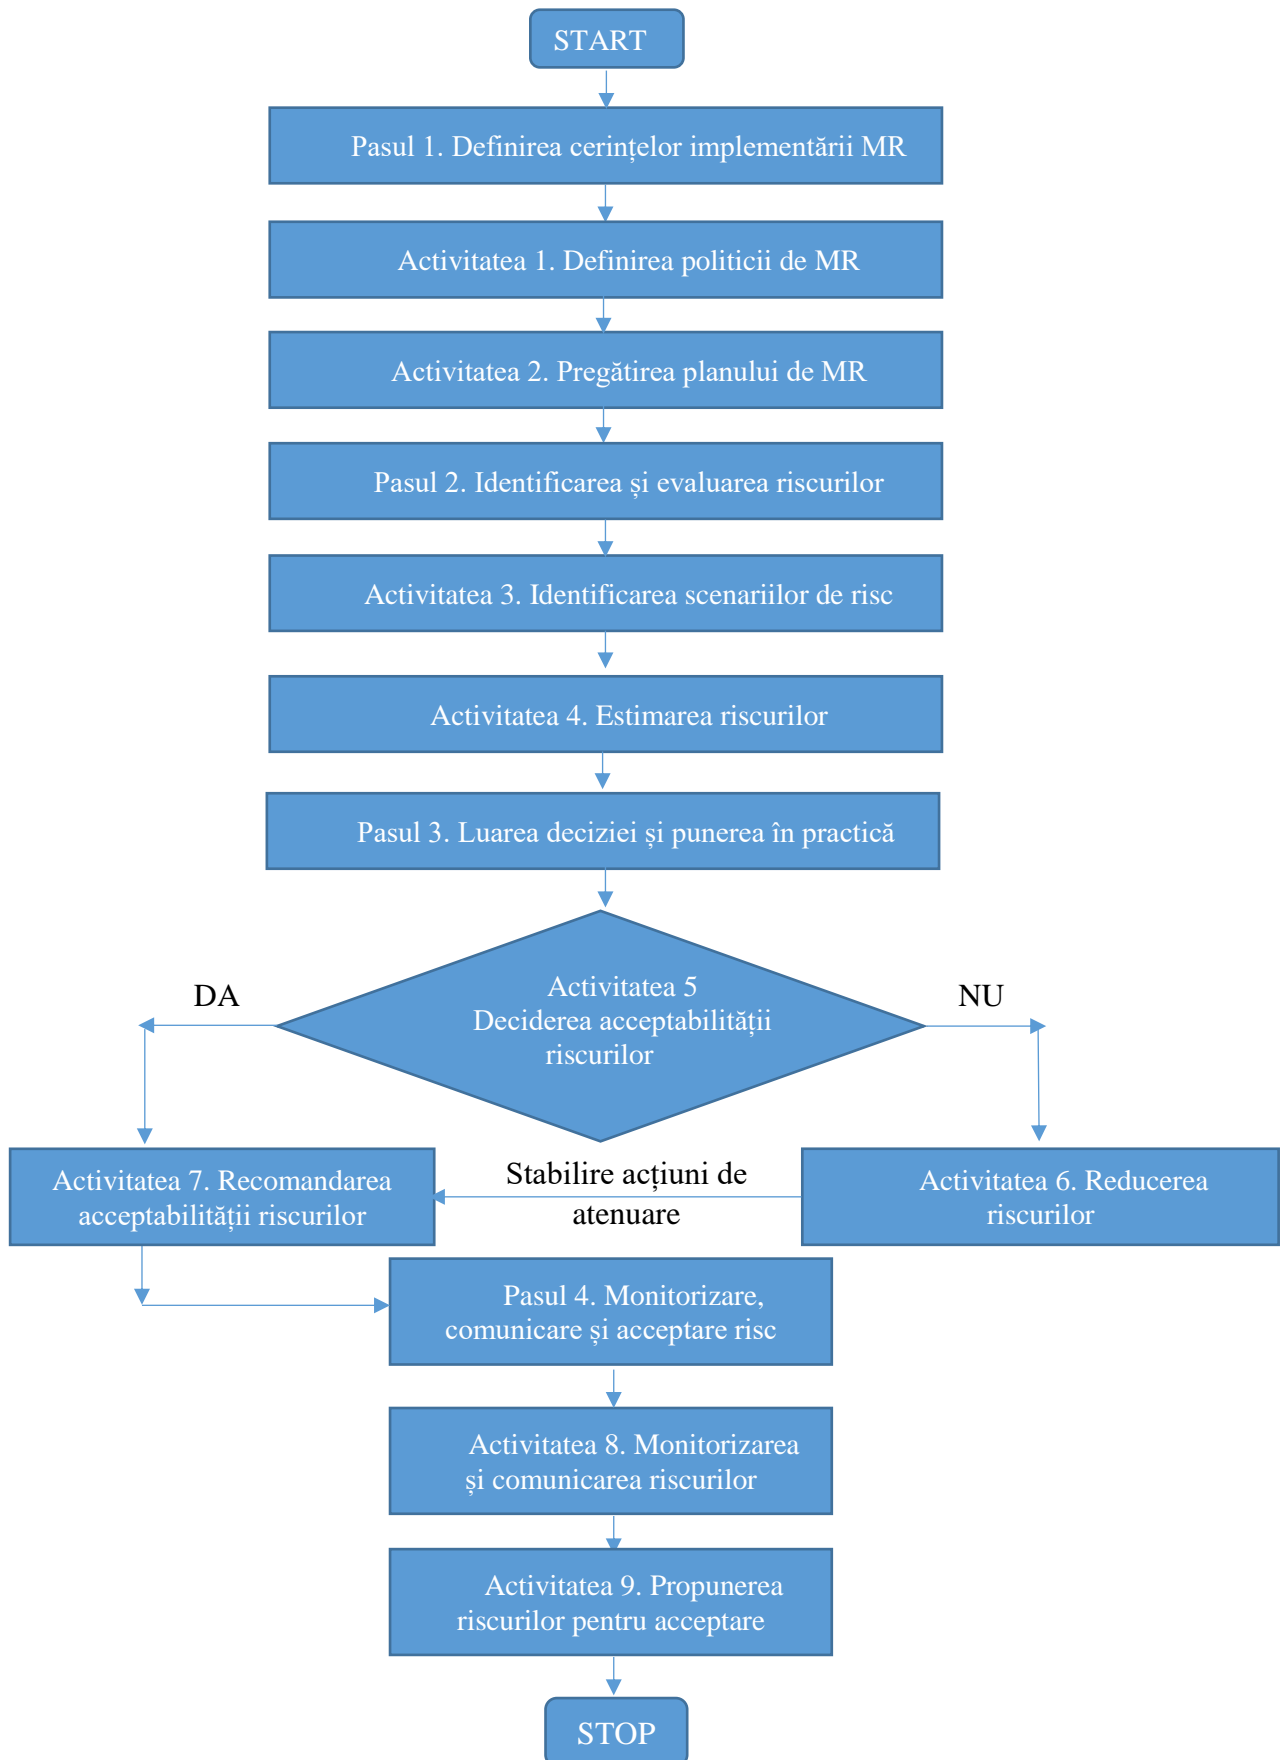 START
Pasul 1. Definirea cerințelor implementării MR
Activitatea 1. Definirea politicii de MR
Activitatea 2. Pregătirea planului de MR
Pasul 2. Identificarea și evaluarea riscurilor
Activitatea 3. Identificarea scenariilor de risc
Activitatea 4. Estimarea riscurilor
Pasul 3. Luarea deciziei și punerea în practică
Activitatea 5
Deciderea acceptabilității
riscurilor
DA
NU
Activitatea 7. Recomandarea
acceptabilității riscurilor
Stabilire acțiuni de
atenuare
Activitatea 6. Reducerea
riscurilor
Pasul 4. Monitorizare,
comunicare și acceptare risc
Activitatea 8. Monitorizarea
și comunicarea riscurilor
Activitatea 9. Propunerea
riscurilor pentru acceptare
STOP